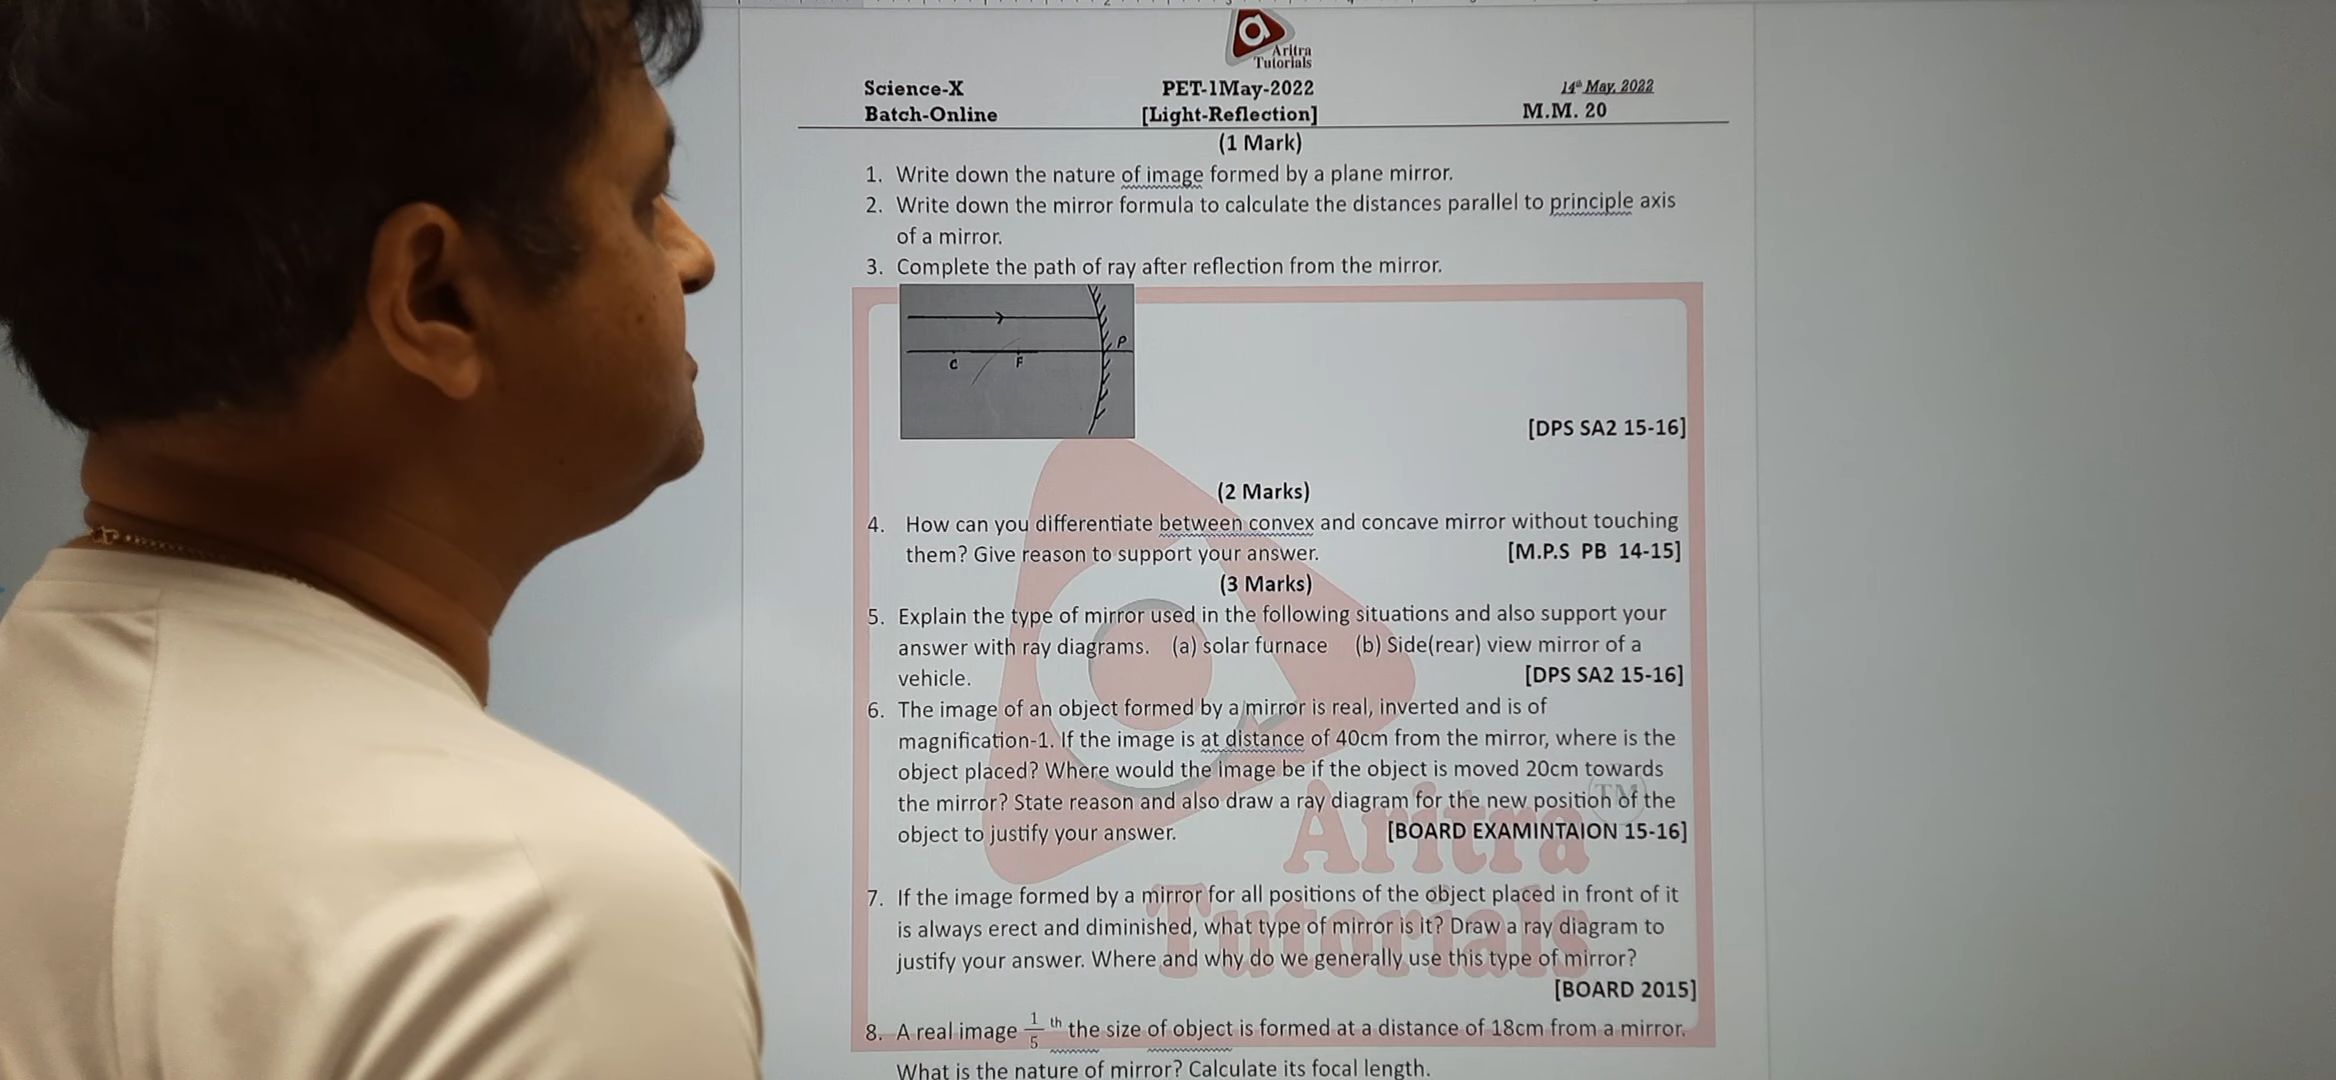 a
Aritra
Tutorials
Science-X PET-1May-2022 14th May, 2022
Batch-Online [Light-Reflection] M.M. 20
(1 Mark)
1. Write down the nature of image formed by a plane mirror.
2. Write down the mirror formula to calculate the distances parallel to principle axis
of a mirror.
3. Complete the path of ray after reflection from the mirror.
P
C F
[DPS SA2 15-16]
(2 Marks)
4. How can you differentiate between convex and concave mirror without touching
them? Give reason to support your answer. [M.P.S PB 14-15]
(3 Marks)
5. Explain the type of mirror used in the following situations and also support your
answer with ray diagrams. (a) solar furnace (b) Side(rear) view mirror of a
vehicle. [DPS SA2 15-16]
6. The image of an object formed by a mirror is real, inverted and is of
magnification-1. If the image is at distance of 40cm from the mirror, where is the
object placed? Where would the image be if the object is moved 20cm towards
the mirror? State reason and also draw a ray diagram for the new position of the
object to justify your answer. [BOARD EXAMINTAION 15-16]
7. If the image formed by a mirror for all positions of the object placed in front of it
is always erect and diminished, what type of mirror is it? Draw a ray diagram to
justify your answer. Where and why do we generally use this type of mirror?
[BOARD 2015]
8. A real image 1/5 th the size of object is formed at a distance of 18cm from a mirror.
What is the nature of mirror? Calculate its focal length.
Aritra
Tutorials
TM